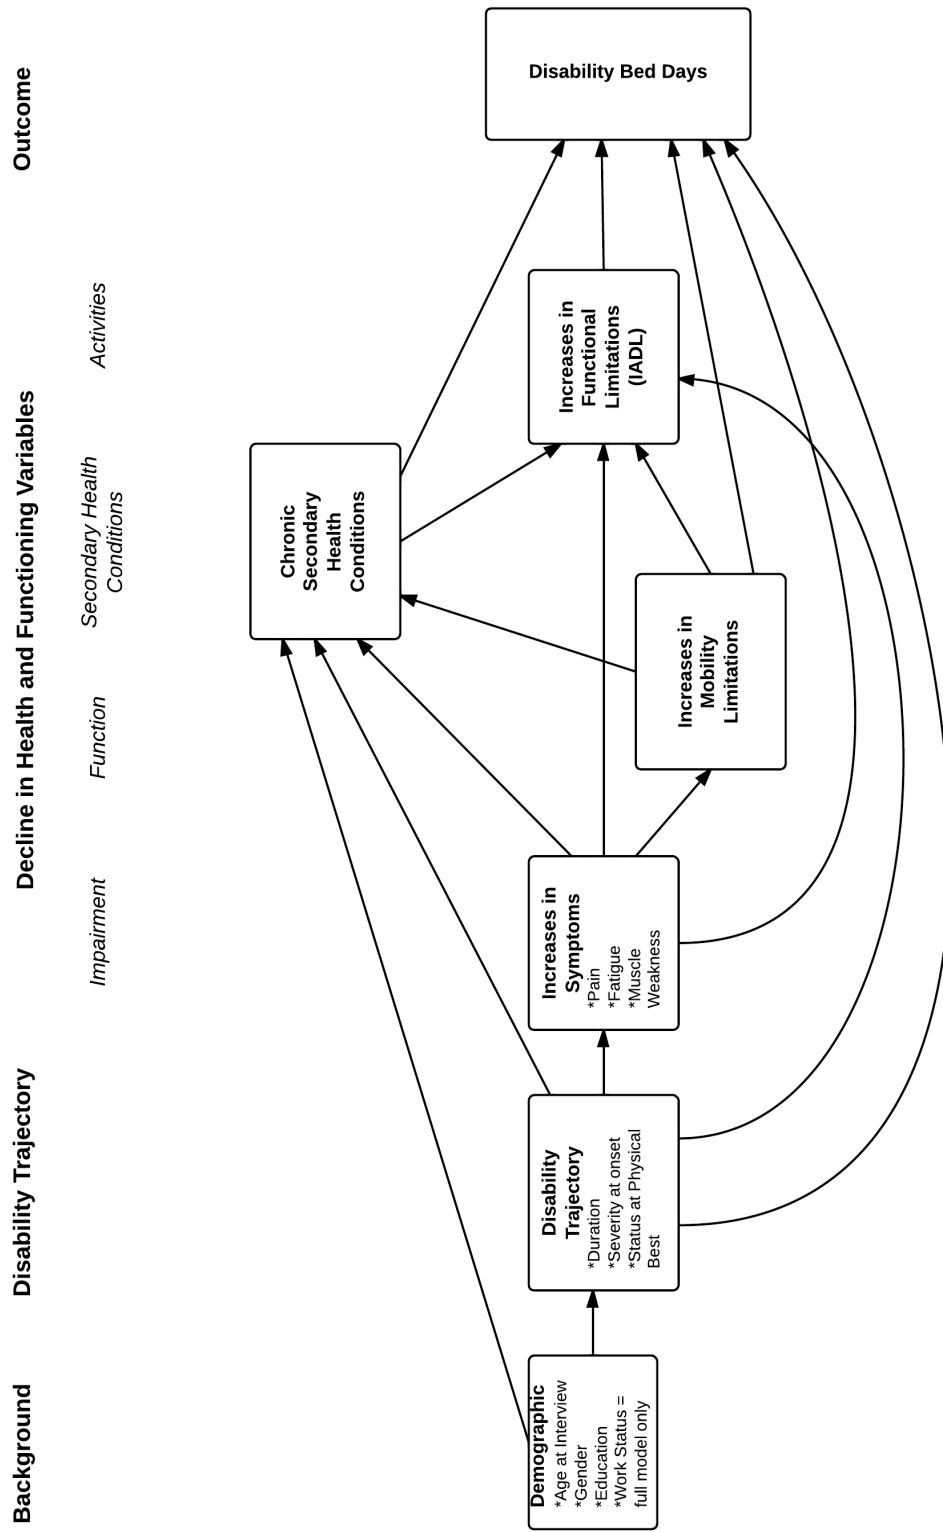 Background
Disability Trajectory
Decline in Health and Functioning Variables
Outcome
Impairment
Function
Secondary Health
Conditions
Activities
Demographic
*Age at Interview
*Gender
*Education
*Work Status =
full model only
Disability
Trajectory
*Duration
*Severity at onset
*Status at Physical
Best
Increases in
Symptoms
*Pain
*Fatigue
*Muscle
Weakness
Increases in
Mobility
Limitations
Chronic
Secondary
Health
Conditions
Increases in
Functional
Limitations
(IADL)
Disability Bed Days